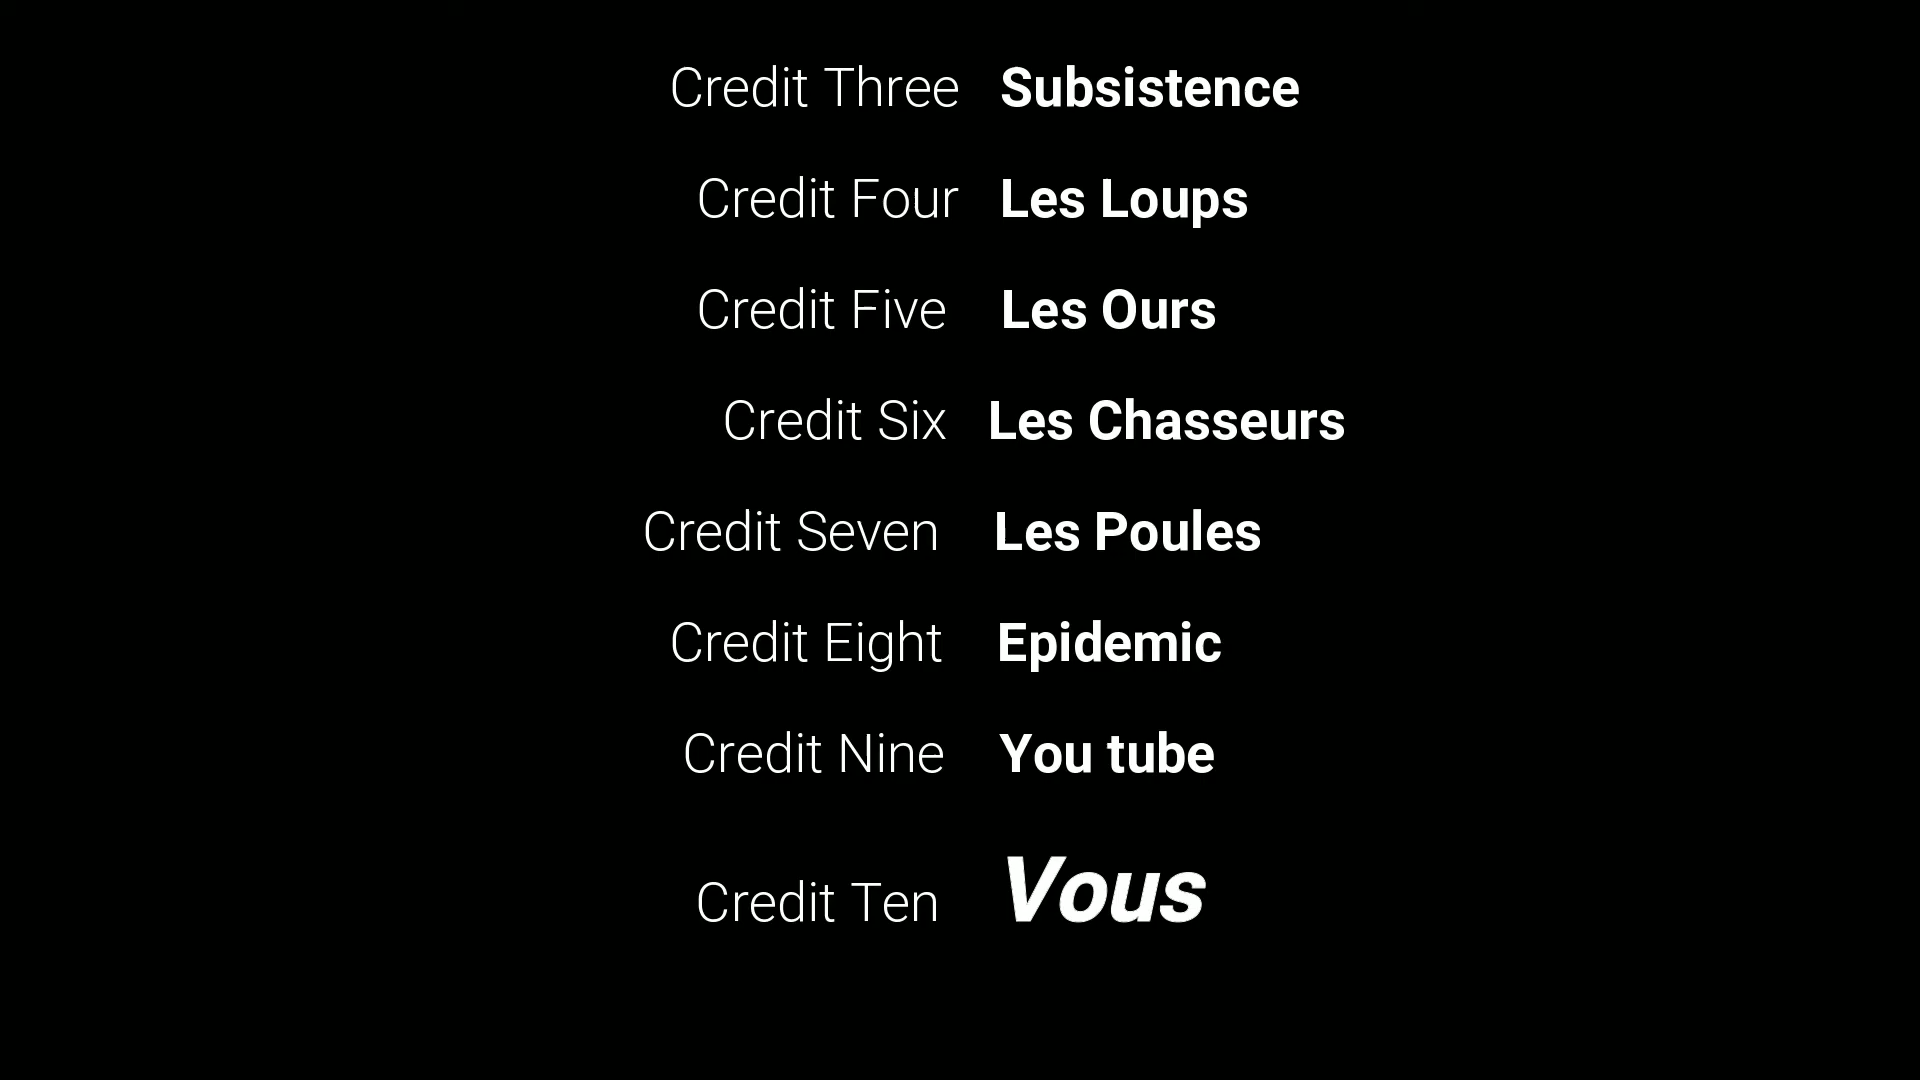 Credit Three Subsistence
Credit Four Les Loups
Credit Five Les Ours
Credit Six Les Chasseurs
Credit Seven Les Poules
Credit Eight Epidemic
Credit Nine You tube
Credit Ten Vous